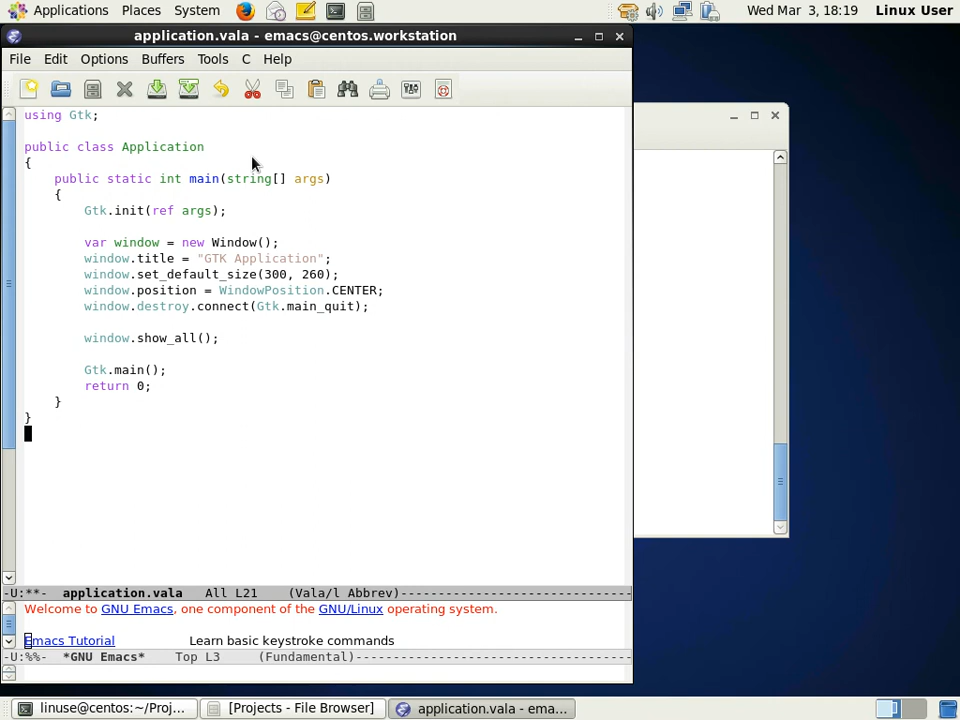 Applications Places System Wed Mar 3, 18:19 Linux User
application.vala - emacs@centos.workstation
File Edit Options Buffers Tools C Help
using Gtk;
public class Application
{
public static int main(string[] args)
{
Gtk.init(ref args);
var window = new Window();
window.title = "GTK Application";
window.set_default_size(300, 260);
window.position = WindowPosition.CENTER;
window.destroy.connect(Gtk.main_quit);
window.show_all();
Gtk.main();
return 0;
}
}
-U:**- application.vala All L21 (Vala/l Abbrev)-------------------------------
Welcome to GNU Emacs, one component of the GNU/Linux operating system.
Emacs Tutorial Learn basic keystroke commands
-U:%%- *GNU Emacs* Top L3 (Fundamental)-------------------------------------
linuse@centos:~/Proj... [Projects - File Browser] application.vala - ema...